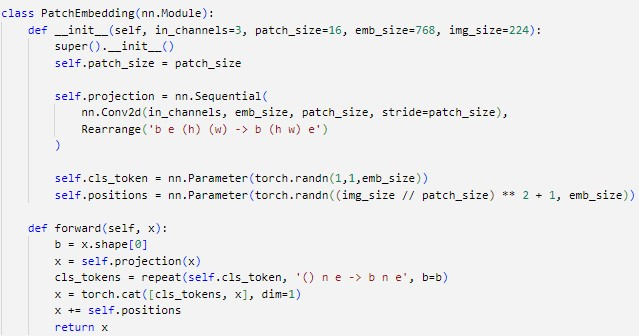 class PatchEmbedding(nn.Module):
    def __init__(self, in_channels=3, patch_size=16, emb_size=768, img_size=224):
        super().__init__()
        self.patch_size = patch_size

        self.projection = nn.Sequential(
            nn.Conv2d(in_channels, emb_size, patch_size, stride=patch_size),
            Rearrange('b e (h) (w) -> b (h w) e')
        )

        self.cls_token = nn.Parameter(torch.randn(1,1,emb_size))
        self.positions = nn.Parameter(torch.randn((img_size // patch_size) ** 2 + 1, emb_size))

    def forward(self, x):
        b = x.shape[0]
        x = self.projection(x)
        cls_tokens = repeat(self.cls_token, '() n e -> b n e', b=b)
        x = torch.cat([cls_tokens, x], dim=1)
        x += self.positions
        return x